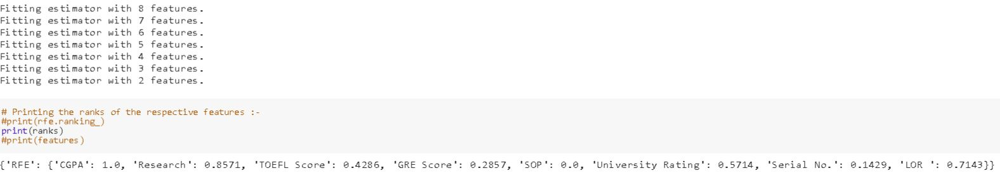 Fitting estimator with 8 features.
Fitting estimator with 7 features.
Fitting estimator with 6 features.
Fitting estimator with 5 features.
Fitting estimator with 4 features.
Fitting estimator with 3 features.
Fitting estimator with 2 features.
# Printing the ranks of the respective features :-
#print(rfe.ranking_)
print(ranks)
#print(features)
{'RFE': {'CGPA': 1.0, 'Research': 0.8571, 'TOEFL Score': 0.4286, 'GRE Score': 0.2857, 'SOP': 0.0, 'University Rating': 0.5714, 'Serial No.': 0.1429, 'LOR ': 0.7143}}